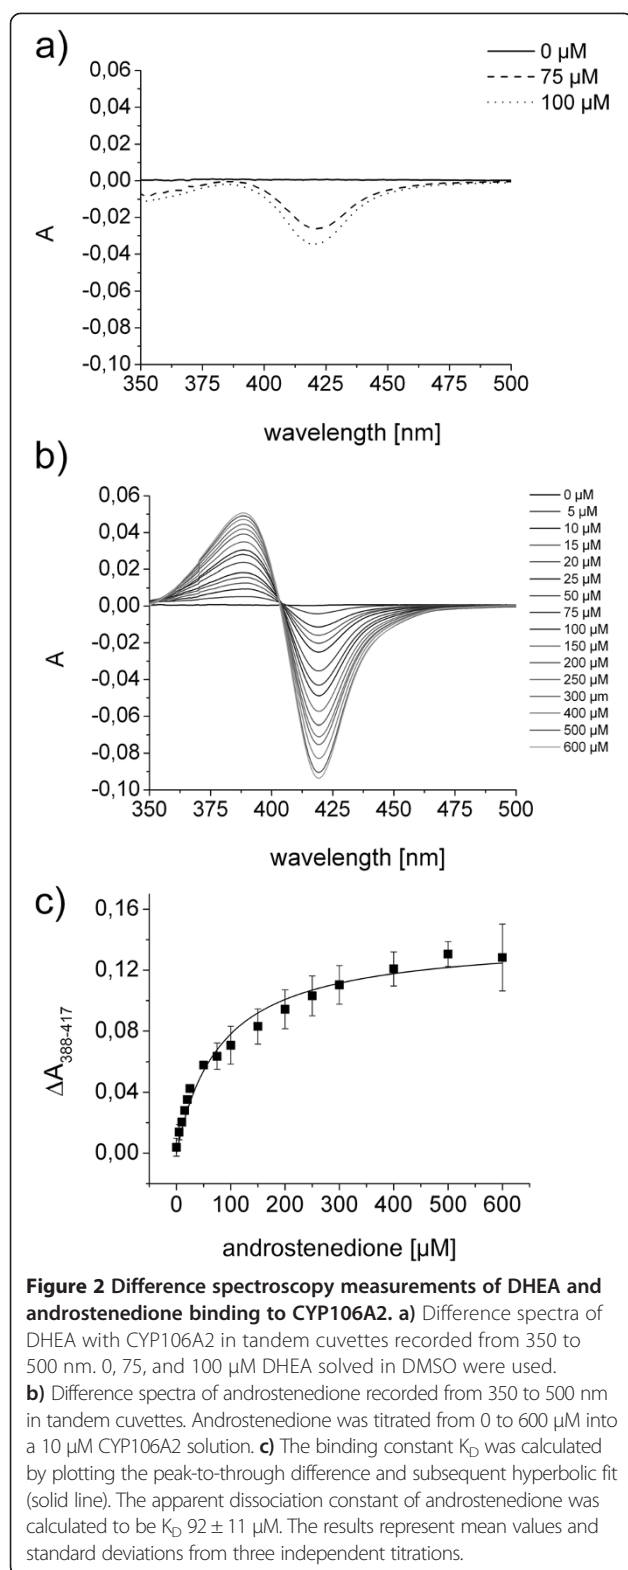 a)
0 µM
75 µM
100 µM
0,06
0,04
0,02
0,00
-0,02
-0,04
-0,06
-0,08
-0,10
A
350 375 400 425 450 475 500
wavelength [nm]
b)
0,06
0,04
0,02
0,00
-0,02
-0,04
-0,06
-0,08
-0,10
A
350 375 400 425 450 475 500
wavelength [nm]
0 µM
5 µM
10 µM
15 µM
20 µM
25 µM
50 µM
75 µM
100 µM
150 µM
200 µM
250 µM
300 µm
400 µM
500 µM
600 µM
c)
0,16
0,12
0,08
0,04
0,00
ΔA388-417
0 100 200 300 400 500 600
androstenedione [µM]
Figure 2 Difference spectroscopy measurements of DHEA and
androstenedione binding to CYP106A2. a) Difference spectra of
DHEA with CYP106A2 in tandem cuvettes recorded from 350 to
500 nm. 0, 75, and 100 µM DHEA solved in DMSO were used.
b) Difference spectra of androstenedione recorded from 350 to 500 nm
in tandem cuvettes. Androstenedione was titrated from 0 to 600 µM into
a 10 µM CYP106A2 solution. c) The binding constant KD was calculated
by plotting the peak-to-through difference and subsequent hyperbolic fit
(solid line). The apparent dissociation constant of androstenedione was
calculated to be KD 92 ± 11 µM. The results represent mean values and
standard deviations from three independent titrations.